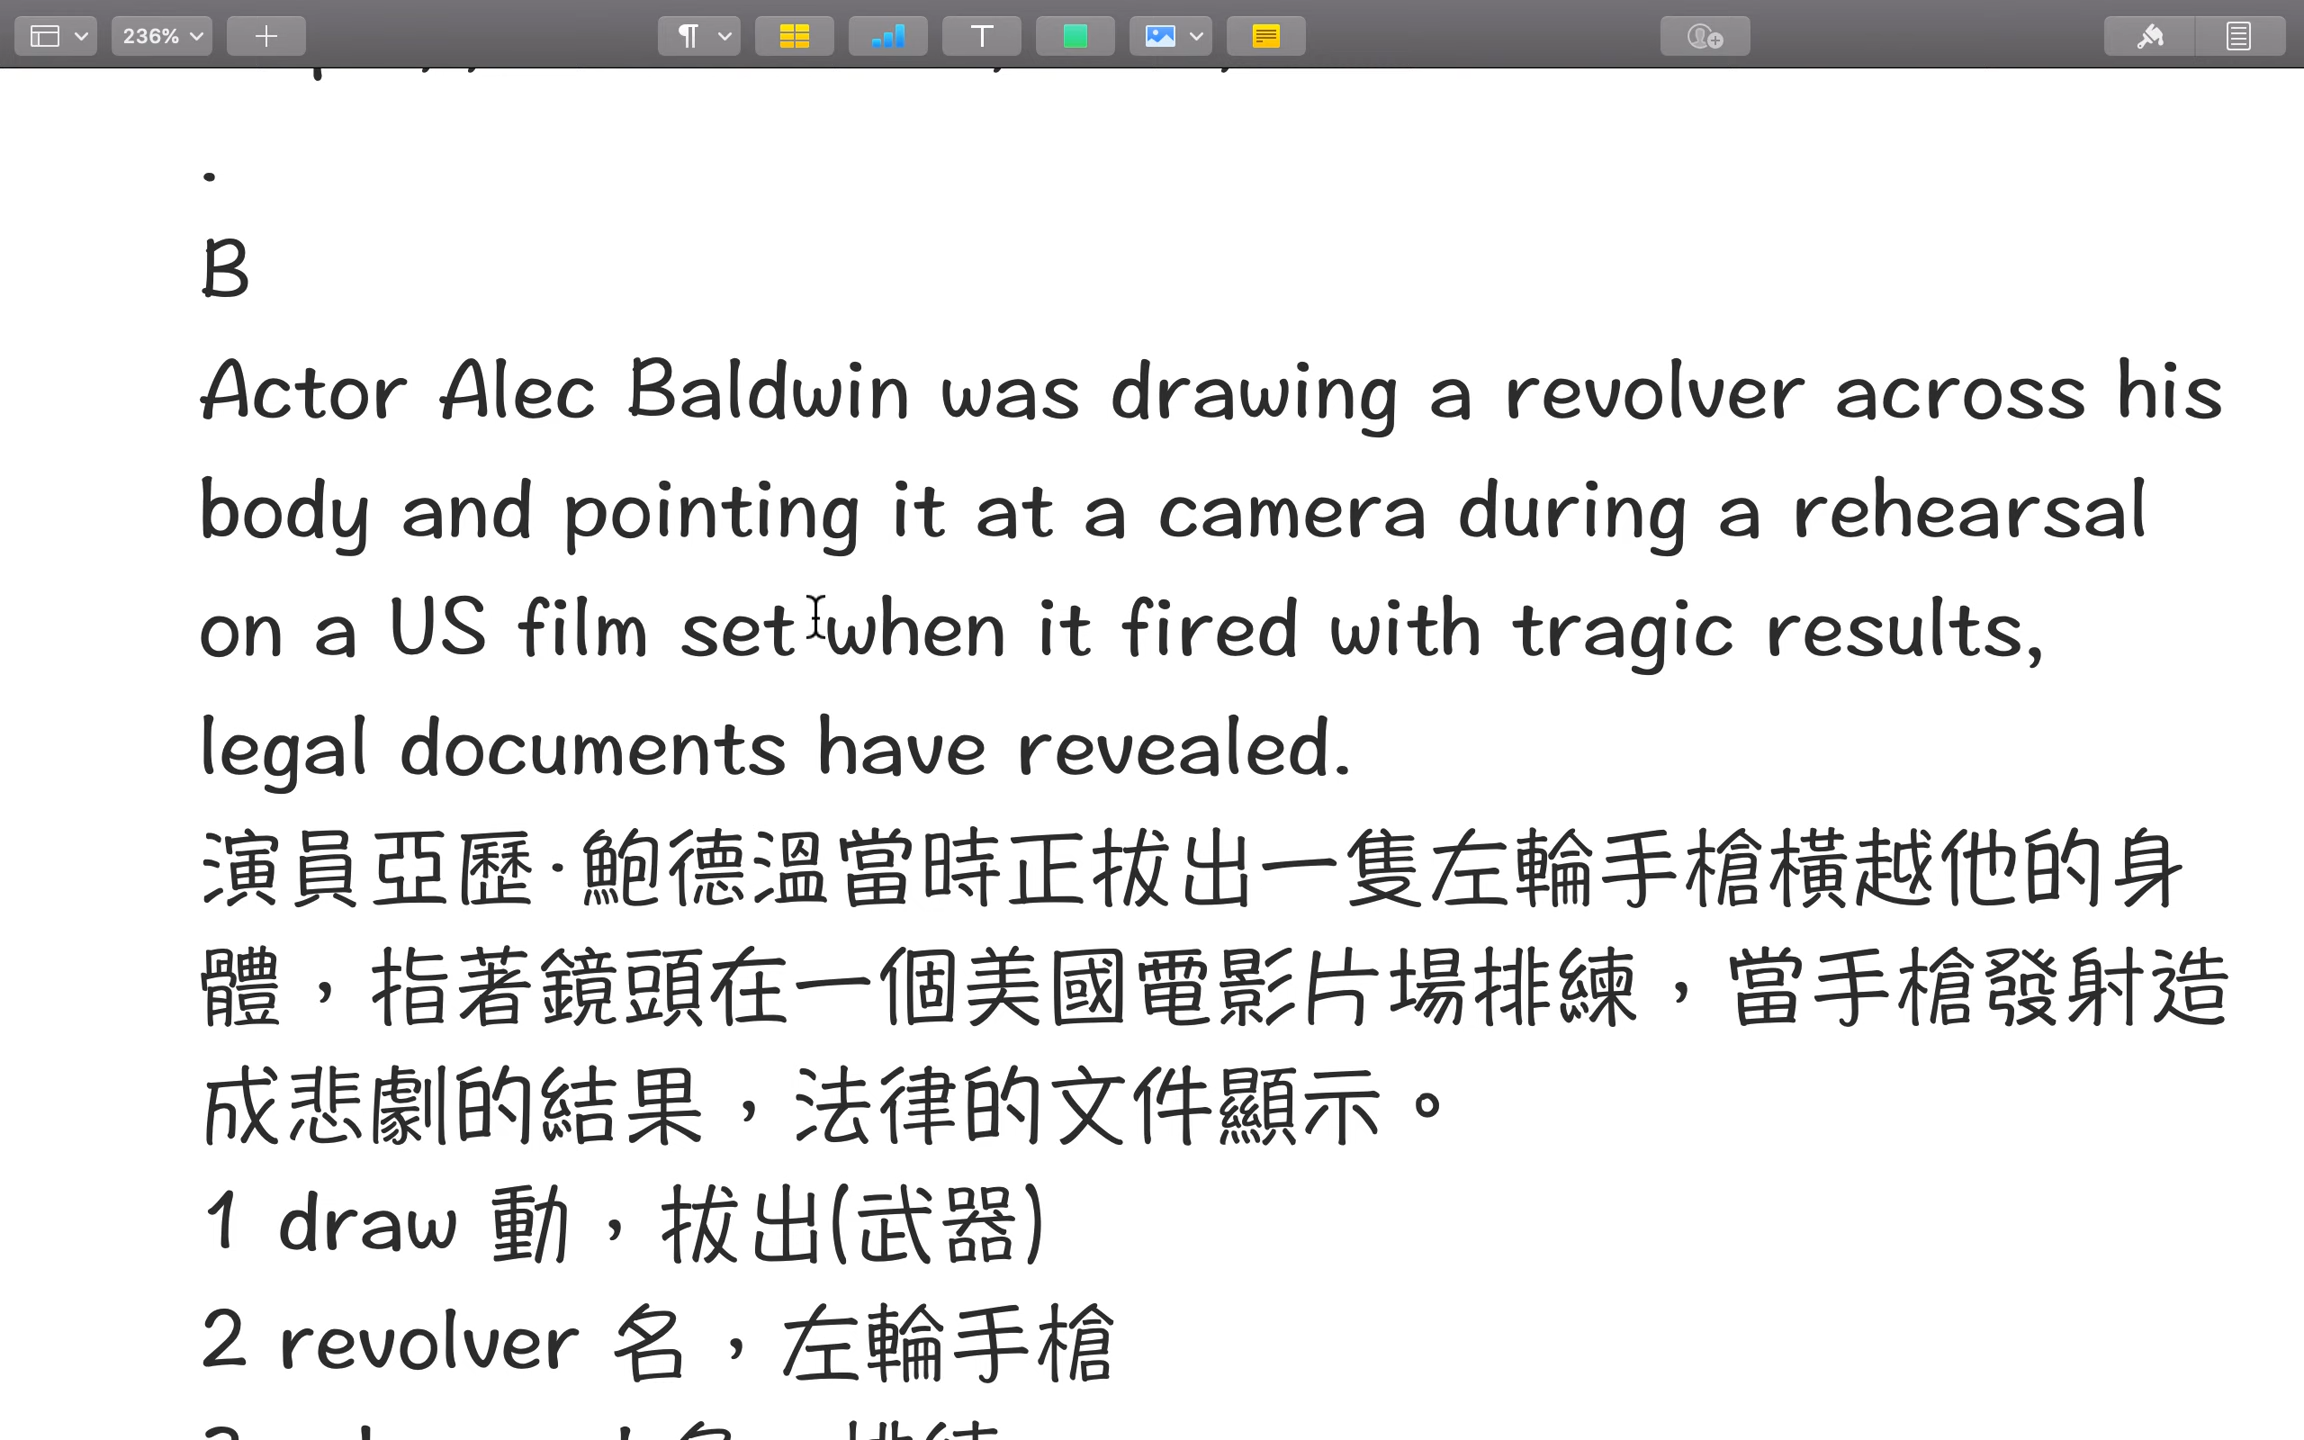 236%
.
B
Actor Alec Baldwin was drawing a revolver across his
body and pointing it at a camera during a rehearsal
on a US film set when it fired with tragic results,
legal documents have revealed.
演員亞歷·鮑德溫當時正拔出一隻左輪手槍橫越他的身
體，指著鏡頭在一個美國電影片場排練，當手槍發射造
成悲劇的結果，法律的文件顯示。
1 draw 動，拔出(武器)
2 revolver 名，左輪手槍